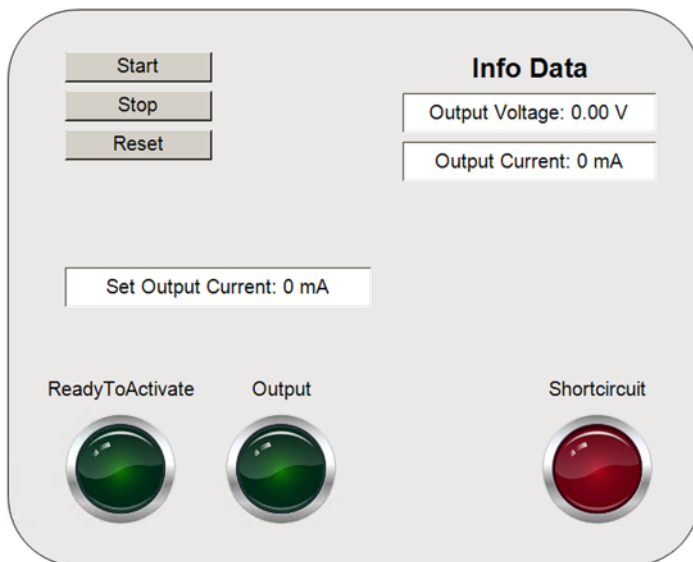 Start
Stop
Reset
Info Data
Output Voltage: 0.00 V
Output Current: 0 mA
Set Output Current: 0 mA
ReadyToActivate
Output
Shortcircuit